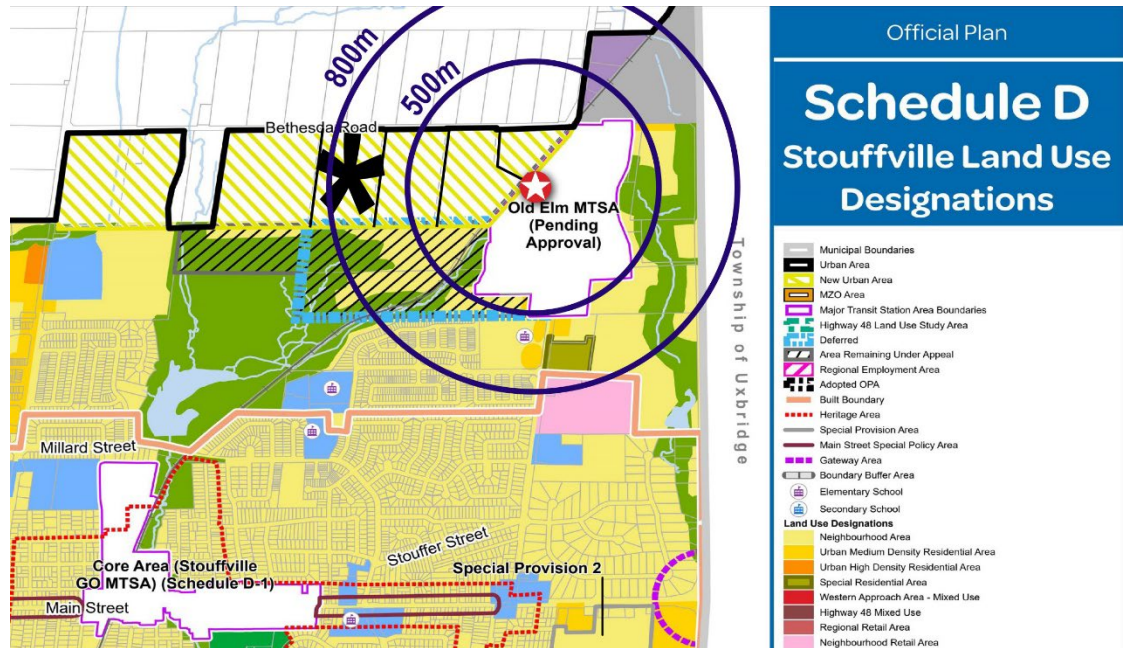 800m
500m
Bethesda Road
Old Elm MTSA
(Pending
Approval)
Township of Uxbridge
Millard Street
Stouffer Street
Core Area (Stouffville
GO MTSA) (Schedule D-1)
Special Provision 2
Main Street
Official Plan
Schedule D
Stouffville Land Use
Designations
Municipal Boundaries
Urban Area
New Urban Area
MZO Area
Major Transit Station Area Boundaries
Highway 48 Land Use Study Area
Deferred
Area Remaining Under Appeal
Regional Employment Area
Adopted OPA
Built Boundary
Heritage Area
Special Provision Area
Main Street Special Policy Area
Gateway Area
Boundary Buffer Area
Elementary School
Secondary School
Land Use Designations
Neighbourhood Area
Urban Medium Density Residential Area
Urban High Density Residential Area
Special Residential Area
Western Approach Area - Mixed Use
Highway 48 Mixed Use
Regional Retail Area
Neighbourhood Retail Area